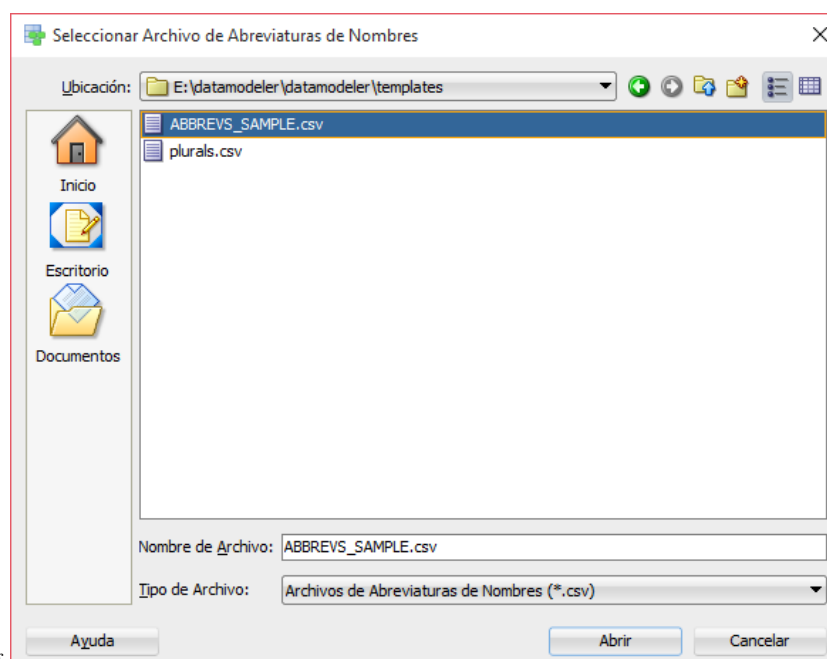 Seleccionar Archivo de Abreviaturas de Nombres
Ubicación: E:\datamodeler\datamodeler\templates
ABBREVS_SAMPLE.csv
plurals.csv
Inicio
Escritorio
Documentos
Nombre de Archivo: ABBREVS_SAMPLE.csv
Tipo de Archivo: Archivos de Abreviaturas de Nombres (*.csv)
Ayuda Abrir Cancelar